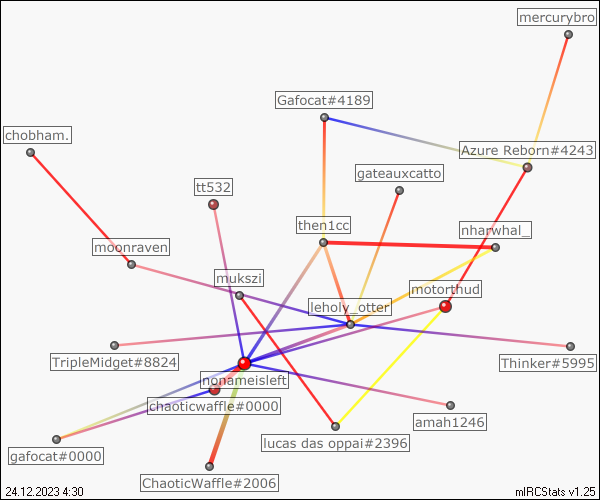 mercurybro
Gafocat#4189
chobham.
Azure Reborn#4243
gateauxcatto
tt532
then1cc
nharwhal_
moonraven
mukszi
motorthud
leholy_otter
TripleMidget#8824
Thinker#5995
nonameisleft
chaoticwaffle#0000
amah1246
lucas das oppai#2396
gafocat#0000
ChaoticWaffle#2006
24.12.2023 4:30
mIRCStats v1.25